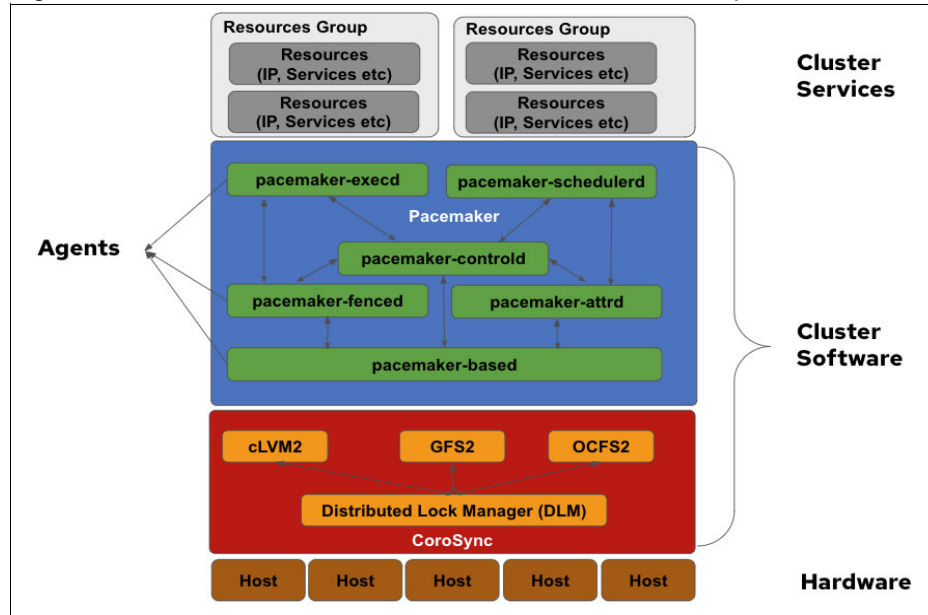 Resources Group
Resources
(IP, Services etc)
Resources
(IP, Services etc)
Resources Group
Resources
(IP, Services etc)
Resources
(IP, Services etc)
Cluster
Services
pacemaker-execd
pacemaker-schedulerd
Pacemaker
Agents
pacemaker-controld
pacemaker-fenced
pacemaker-attrd
pacemaker-based
Cluster
Software
cLVM2
GFS2
OCFS2
Distributed Lock Manager (DLM)
CoroSync
Host
Host
Host
Host
Host
Hardware